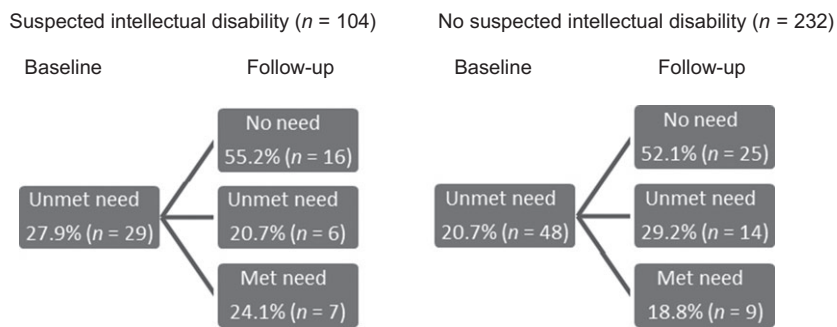 Suspected intellectual disability (n = 104)
No suspected intellectual disability (n = 232)
Baseline
Follow-up
Baseline
Follow-up
No need
55.2% (n = 16)
Unmet need
27.9% (n = 29)
Unmet need
20.7% (n = 6)
Met need
24.1% (n = 7)
No need
52.1% (n = 25)
Unmet need
20.7% (n = 48)
Unmet need
29.2% (n = 14)
Met need
18.8% (n = 9)